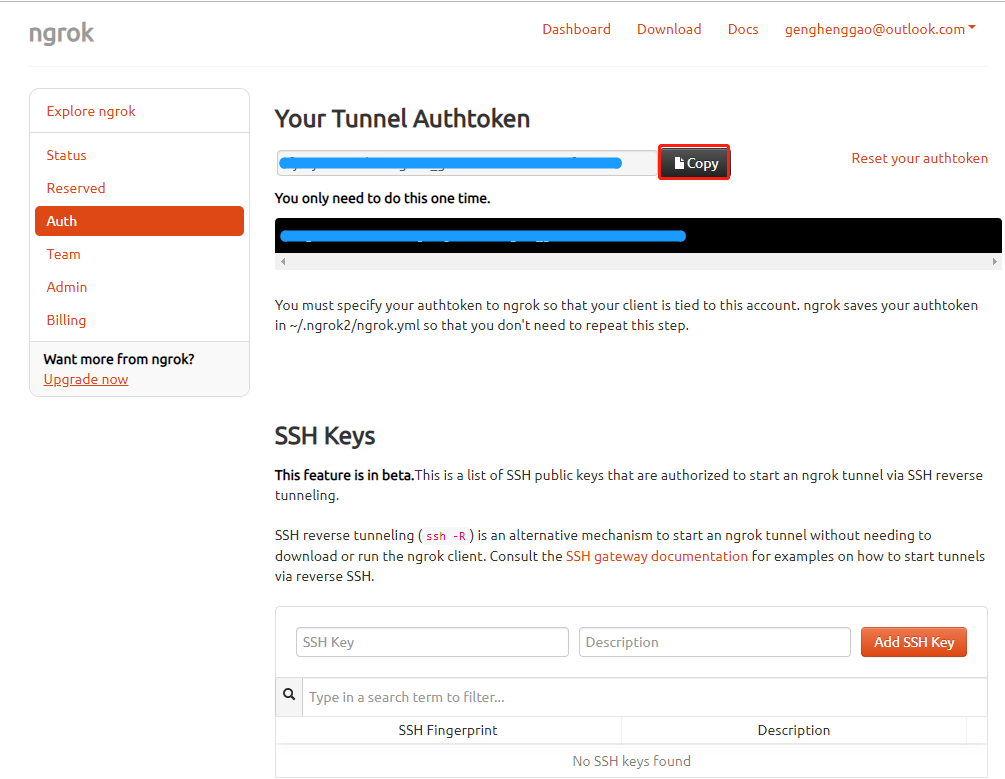 ngrok
Dashboard
Download
Docs
genghenggao@outlook.com
Explore ngrok
Status
Reserved
Auth
Team
Admin
Billing
Want more from ngrok?
Upgrade now
Your Tunnel Authtoken
Copy
Reset your authtoken
You only need to do this one time.
You must specify your authtoken to ngrok so that your client is tied to this account. ngrok saves your authtoken
in ~/.ngrok2/ngrok.yml so that you don't need to repeat this step.
SSH Keys
This feature is in beta.This is a list of SSH public keys that are authorized to start an ngrok tunnel via SSH reverse
tunneling.
SSH reverse tunneling ( ssh -R ) is an alternative mechanism to start an ngrok tunnel without needing to
download or run the ngrok client. Consult the SSH gateway documentation for examples on how to start tunnels
via reverse SSH.
SSH Key
Description
Add SSH Key
Type in a search term to filter...
SSH Fingerprint
Description
No SSH keys found